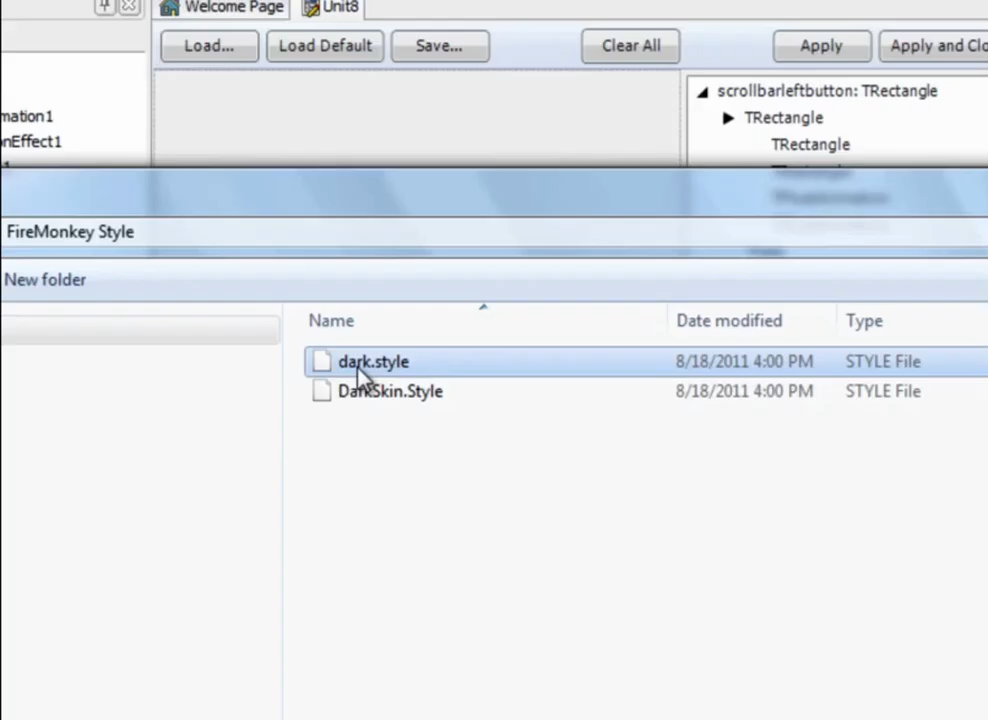 Welcome Page Unit8
Load... Load Default Save... Clear All Apply Apply and Clo
scrollbarleftbutton: TRectangle
mation1 TRectangle
nEffect1 TRectangle
FireMonkey Style
New folder
Name Date modified Type
dark.style 8/18/2011 4:00 PM STYLE File
DarkSkin.Style 8/18/2011 4:00 PM STYLE File